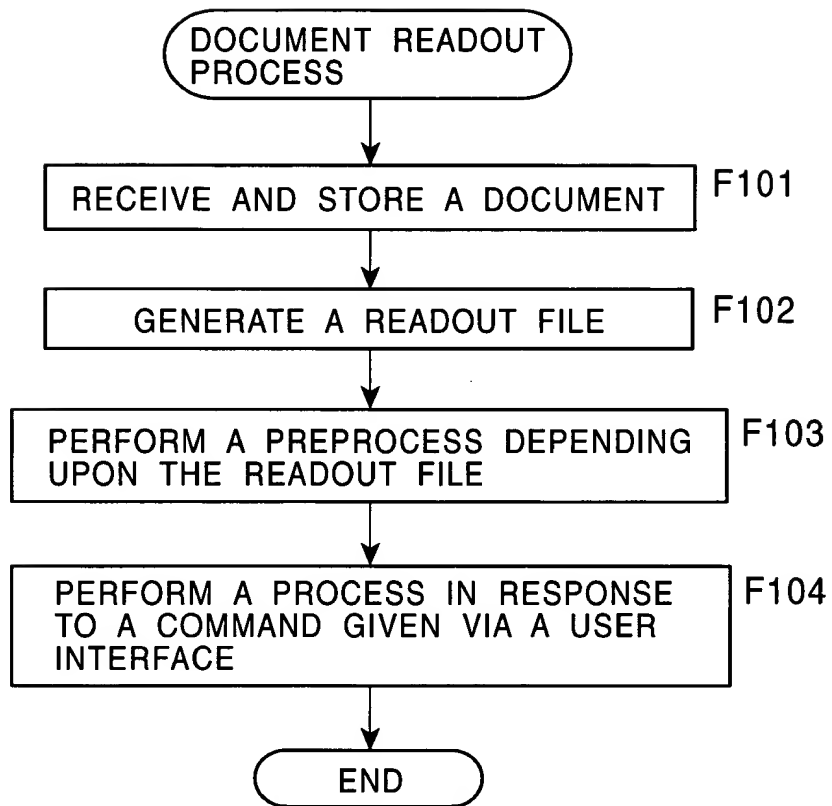 DOCUMENT READOUT
PROCESS
RECEIVE AND STORE A DOCUMENT
F101
GENERATE A READOUT FILE
F102
PERFORM A PREPROCESS DEPENDING
UPON THE READOUT FILE
F103
PERFORM A PROCESS IN RESPONSE
TO A COMMAND GIVEN VIA A USER
INTERFACE
F104
END